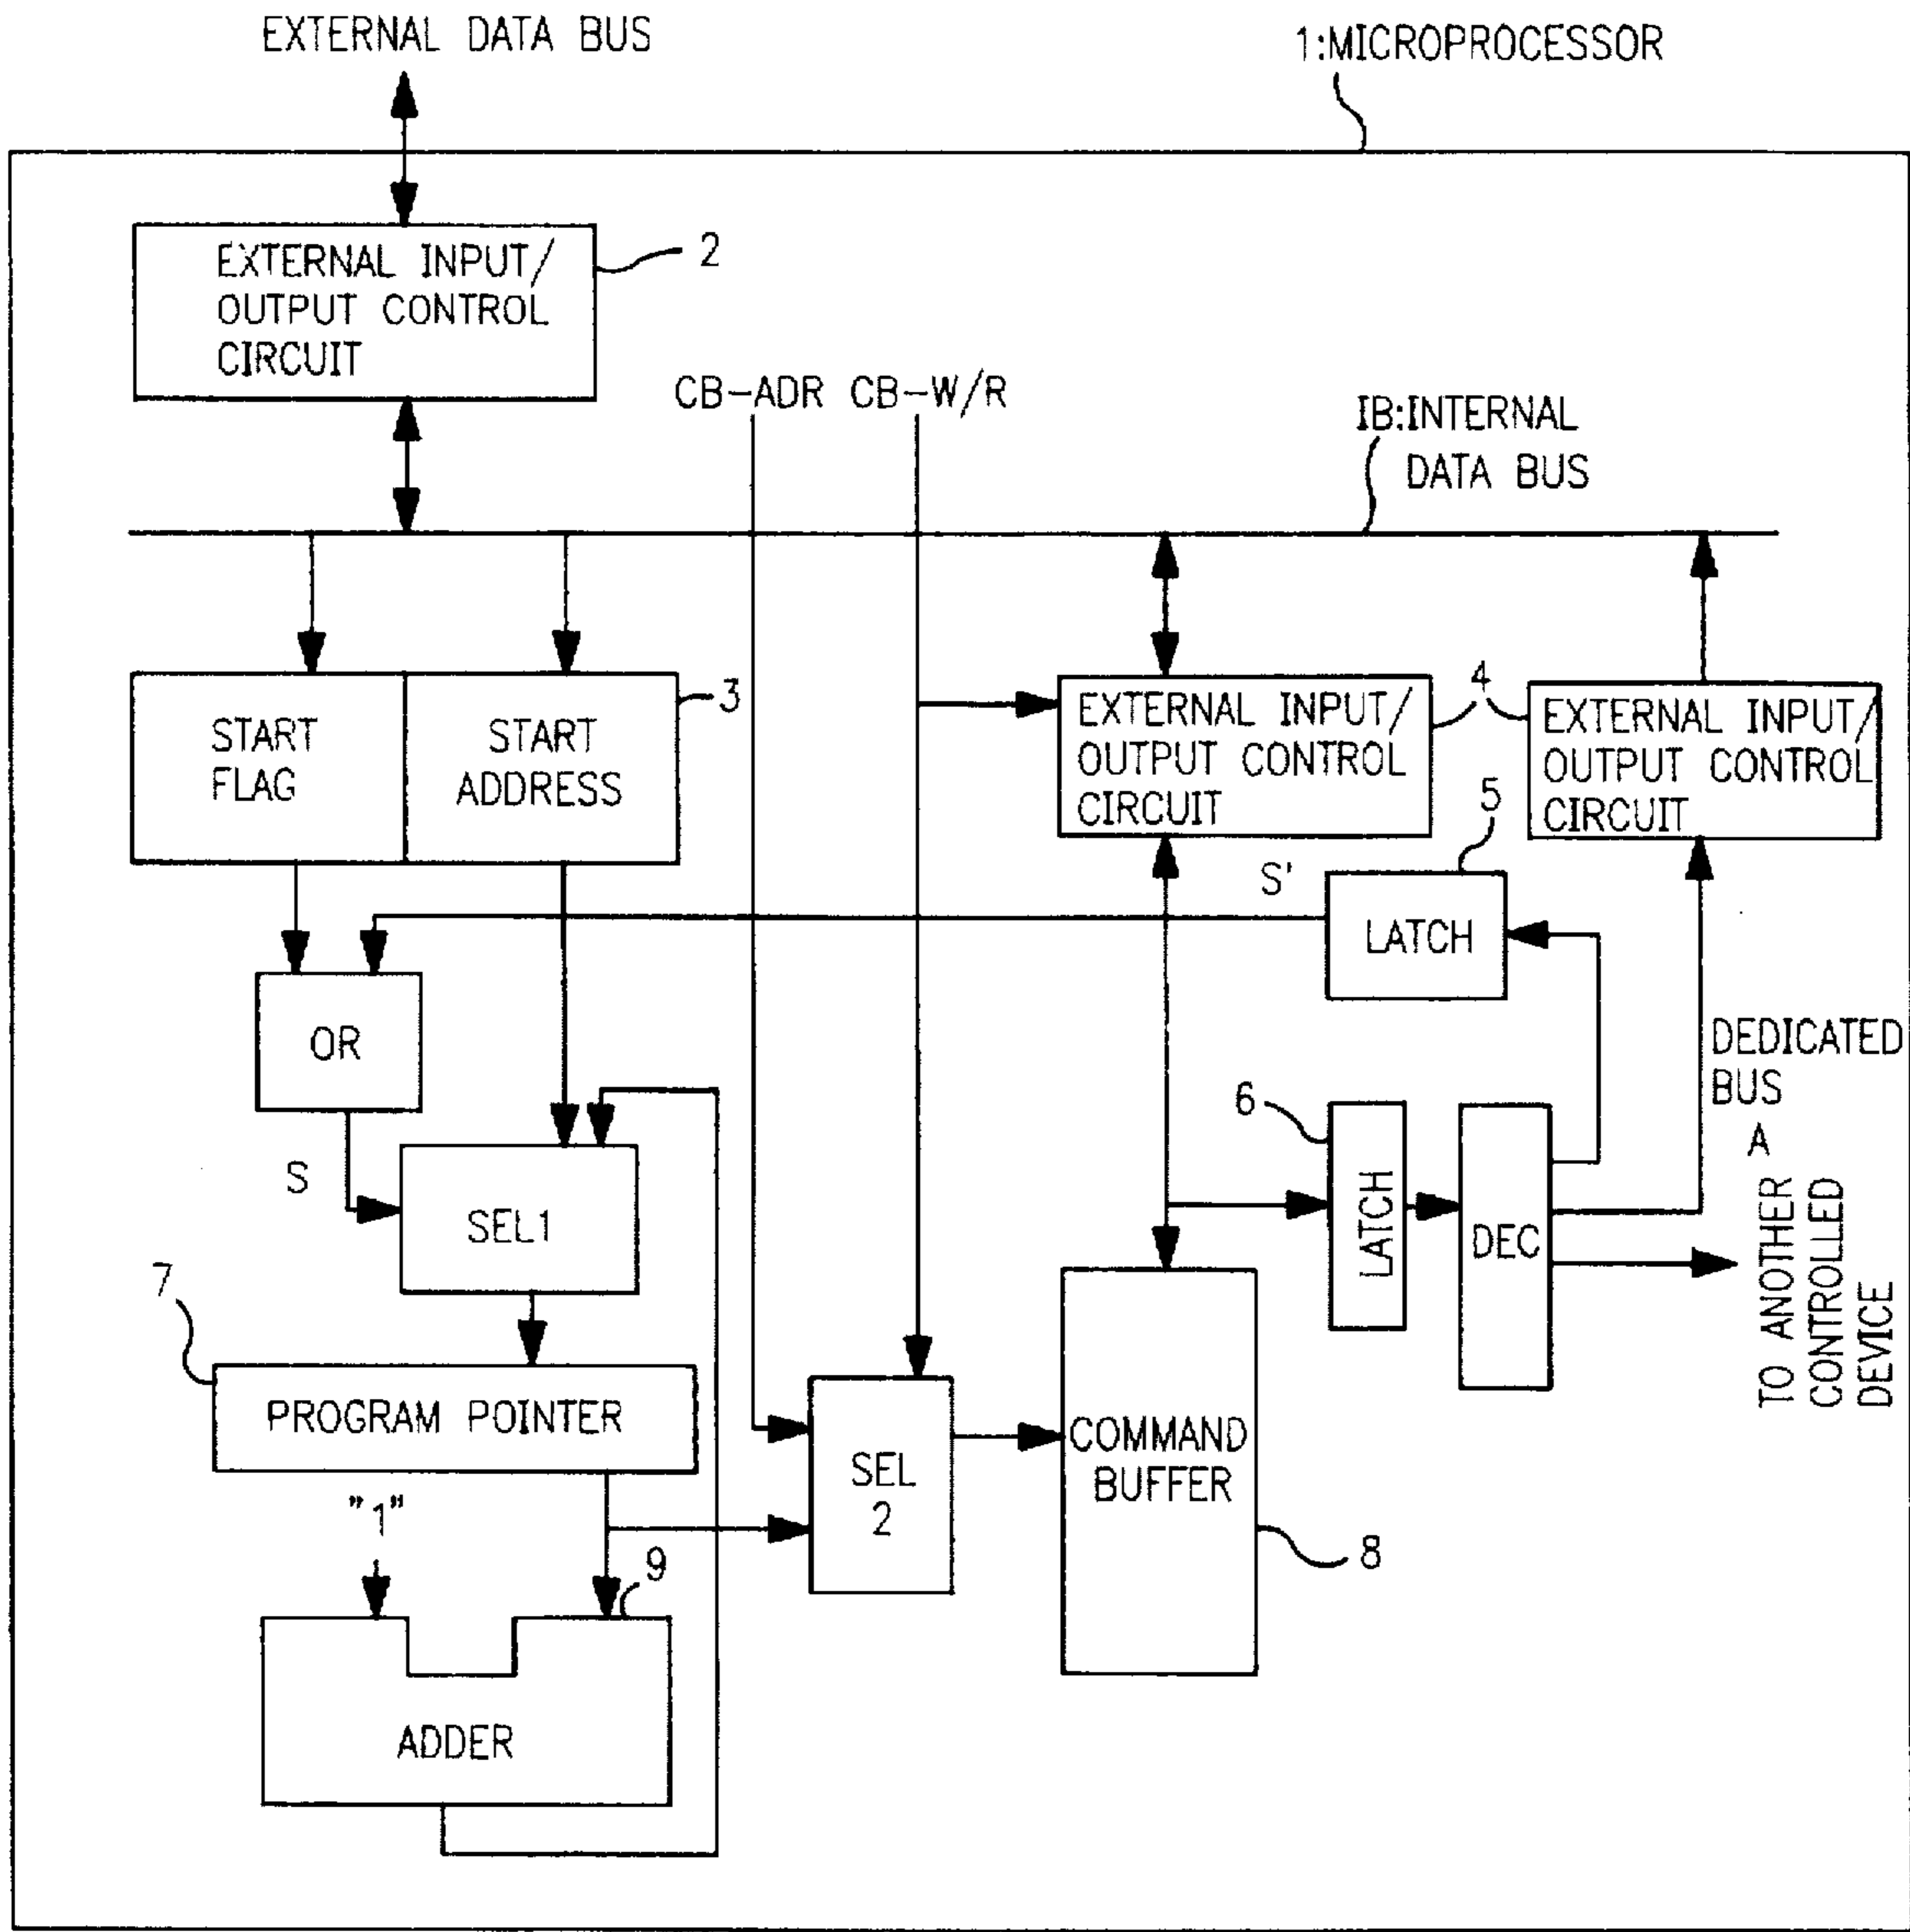 EXTERNAL DATA BUS
1:MICROPROCESSOR
EXTERNAL INPUT/
OUTPUT CONTROL
CIRCUIT
2
CB-ADR CB-W/R
IB:INTERNAL
DATA BUS
START
FLAG
START
ADDRESS
3
EXTERNAL INPUT/
OUTPUT CONTROL
CIRCUIT
4
EXTERNAL INPUT/
OUTPUT CONTROL
CIRCUIT
5
S'
LATCH
OR
DEDICATED
BUS
A
S
SEL1
6
LATCH
DEC
TO ANOTHER
CONTROLLED
DEVICE
7
PROGRAM POINTER
SEL
2
COMMAND
BUFFER
8
"1"
9
ADDER